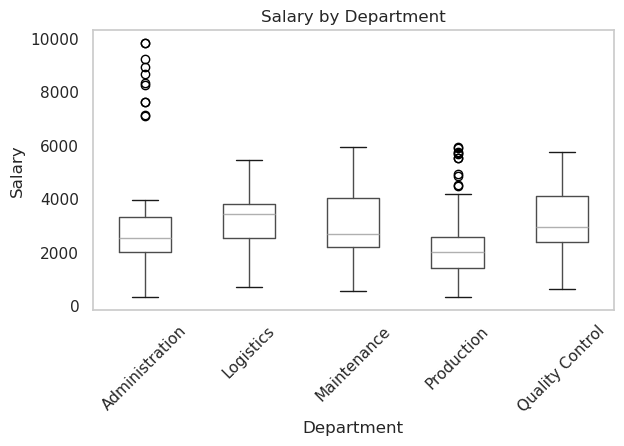 Salary by Department
Salary
10000
8000
6000
4000
2000
0
Administration
Logistics
Maintenance
Production
Quality Control
Department